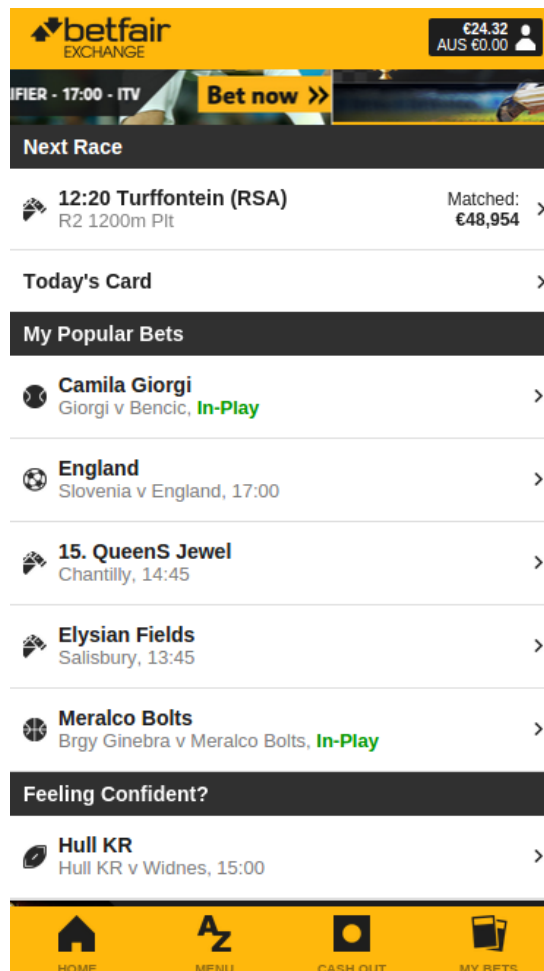 betfair
EXCHANGE
€24.32
AUS €0.00
IFIER - 17:00 - ITV
Bet now
Next Race
12:20 Turffontein (RSA)
R2 1200m Plt
Matched:
€48,954
Today's Card
My Popular Bets
Camila Giorgi
Giorgi v Bencic, In-Play
England
Slovenia v England, 17:00
15. QueenS Jewel
Chantilly, 14:45
Elysian Fields
Salisbury, 13:45
Meralco Bolts
Brgy Ginebra v Meralco Bolts, In-Play
Feeling Confident?
Hull KR
Hull KR v Widnes, 15:00
AZ
HOME
MENU
CASH OUT
MY BETS